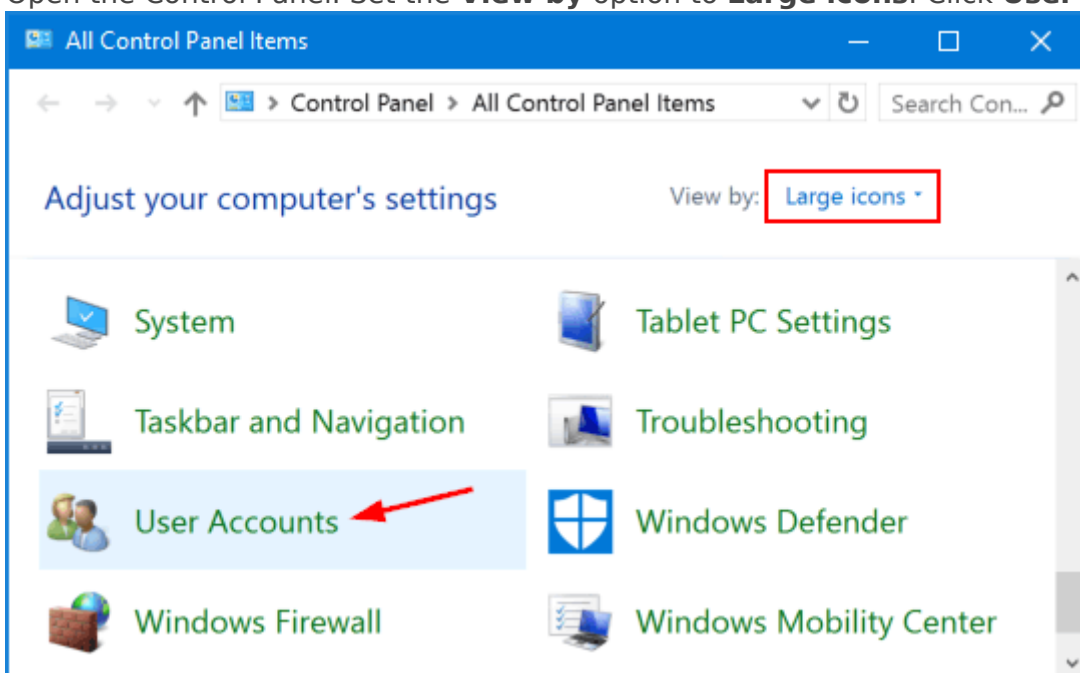 Open the Control Panel. Set the View by option to Large icons. Click User
All Control Panel Items
Control Panel > All Control Panel Items
Search Con...
Adjust your computer's settings
View by: Large icons
System
Tablet PC Settings
Taskbar and Navigation
Troubleshooting
User Accounts
Windows Defender
Windows Firewall
Windows Mobility Center